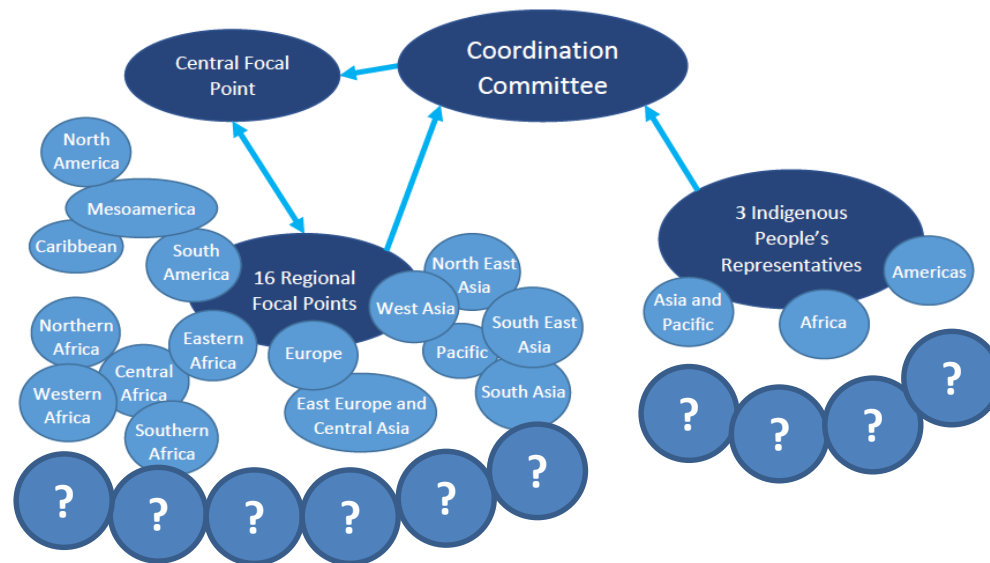 Coordination
Committee
Central Focal
Point
North
America
Mesoamerica
Caribbean
South
America
16 Regional
Focal Points
North East
Asia
West Asia
South East
Asia
Pacific
South Asia
Northern
Africa
Eastern
Africa
Central
Africa
Western
Africa
Southern
Africa
Europe
East Europe and
Central Asia
3 Indigenous
People's
Representatives
Americas
Asia and
Pacific
Africa
?
?
?
?
?
?
?
?
?
?